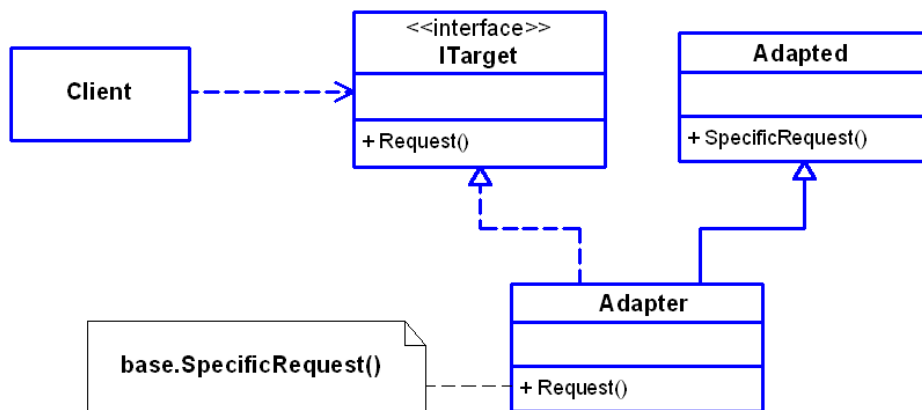 <<interface>>
ITarget
Adapted
Client
+ Request()
+ SpecificRequest()
Adapter
base.SpecificRequest()
+ Request()